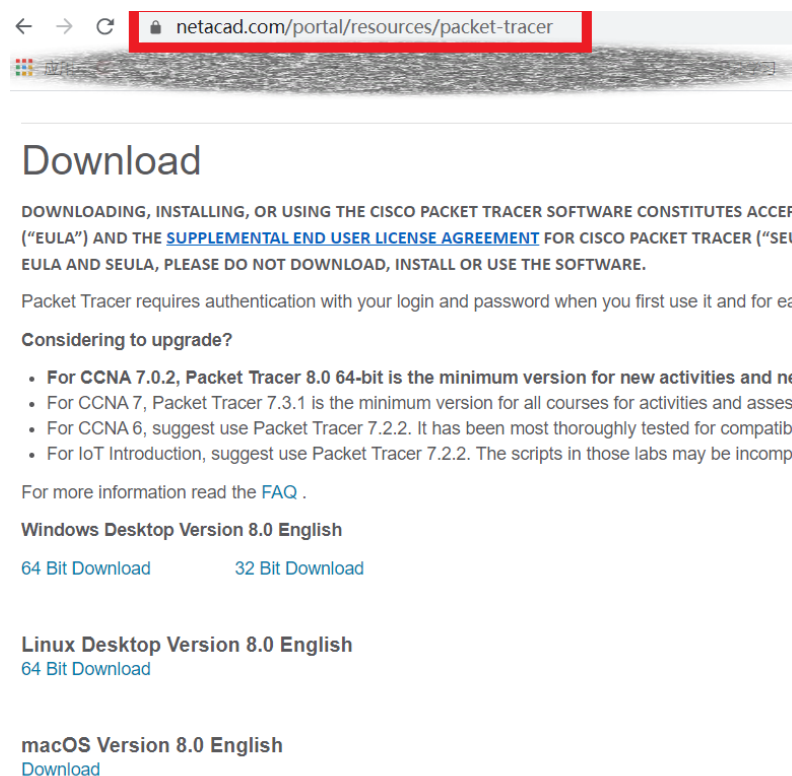 netacad.com/portal/resources/packet-tracer
Download
DOWNLOADING, INSTALLING, OR USING THE CISCO PACKET TRACER SOFTWARE CONSTITUTES ACCEP
("EULA") AND THE SUPPLEMENTAL END USER LICENSE AGREEMENT FOR CISCO PACKET TRACER ("SEU
EULA AND SEULA, PLEASE DO NOT DOWNLOAD, INSTALL OR USE THE SOFTWARE.
Packet Tracer requires authentication with your login and password when you first use it and for ea
Considering to upgrade?
• For CCNA 7.0.2, Packet Tracer 8.0 64-bit is the minimum version for new activities and ne
• For CCNA 7, Packet Tracer 7.3.1 is the minimum version for all courses for activities and asses
• For CCNA 6, suggest use Packet Tracer 7.2.2. It has been most thoroughly tested for compatib
• For IoT Introduction, suggest use Packet Tracer 7.2.2. The scripts in those labs may be incomp
For more information read the FAQ .
Windows Desktop Version 8.0 English
64 Bit Download 32 Bit Download
Linux Desktop Version 8.0 English
64 Bit Download
macOS Version 8.0 English
Download